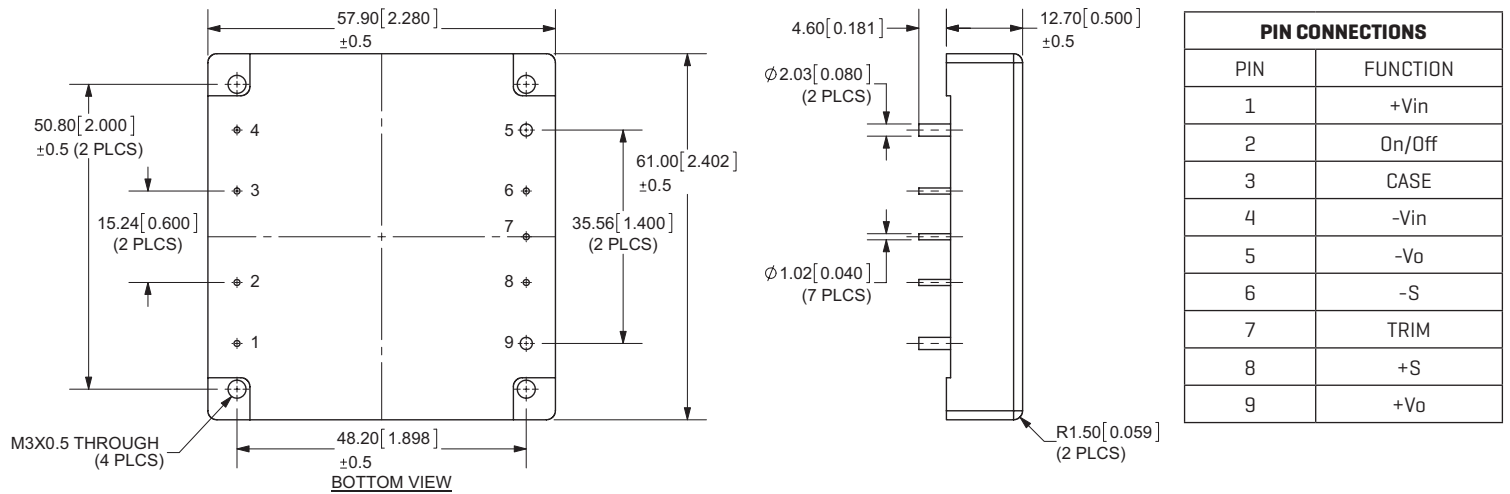 57.90[2.280]
±0.5
50.80[2.000]
±0.5 (2 PLCS)
4
3
15.24[0.600]
(2 PLCS)
2
1
5
6
7
8
9
61.00[2.402]
±0.5
35.56[1.400]
(2 PLCS)
M3X0.5 THROUGH
(4 PLCS)
48.20[1.898]
±0.5
BOTTOM VIEW
4.60[0.181]
12.70[0.500]
±0.5
∅2.03[0.080]
(2 PLCS)
∅1.02[0.040]
(7 PLCS)
R1.50[0.059]
(2 PLCS)
PIN CONNECTIONS
PIN FUNCTION
1 +Vin
2 On/Off
3 CASE
4 -Vin
5 -Vo
6 -S
7 TRIM
8 +S
9 +Vo